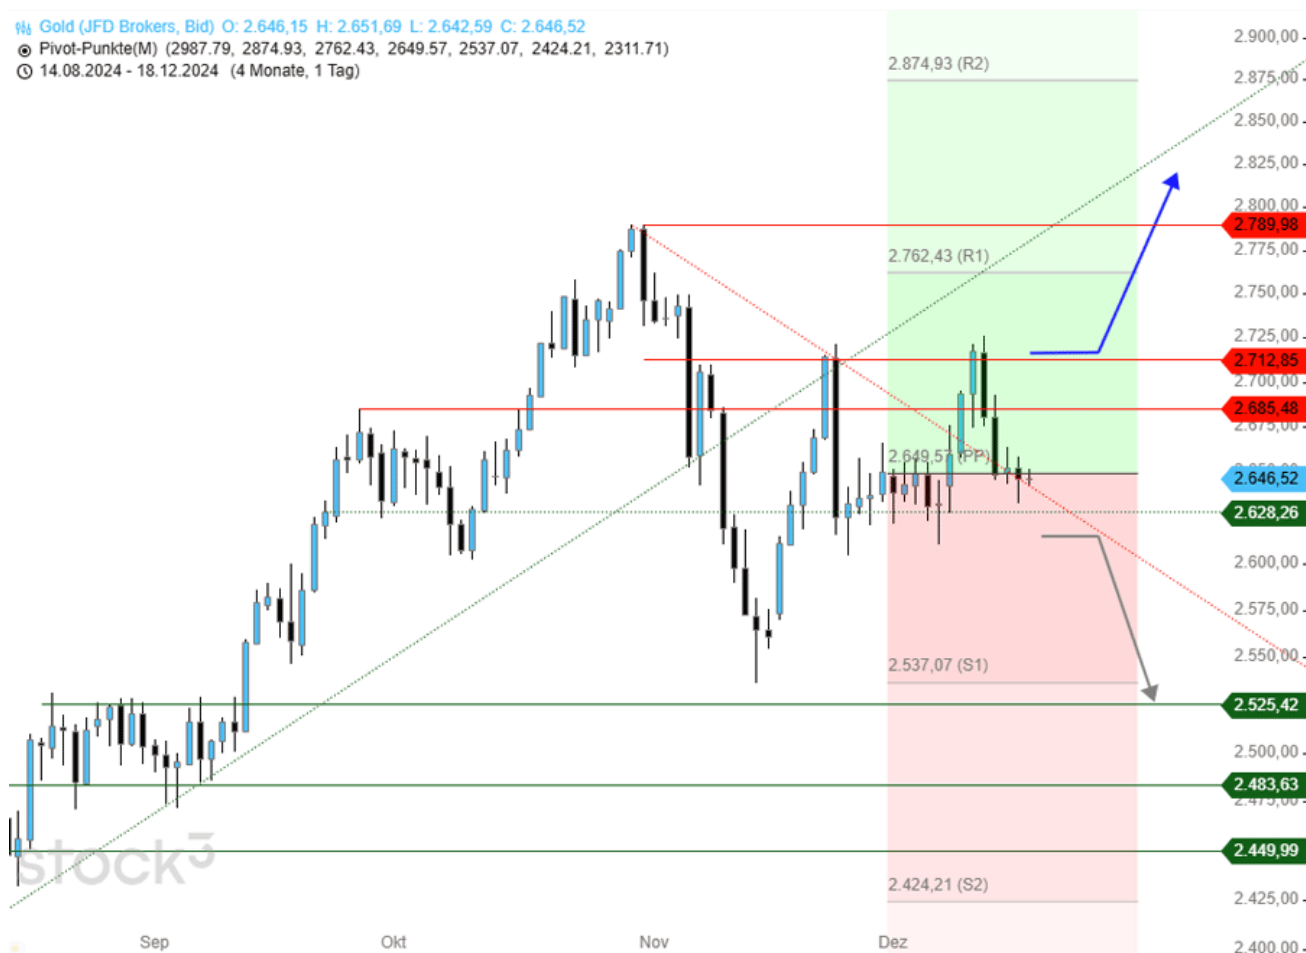 Gold (JFD Brokers, Bid) O: 2.646,15 H: 2.651,69 L: 2.642,59 C: 2.646,52
Pivot-Punkte(M) (2987.79, 2874.93, 2762.43, 2649.57, 2537.07, 2424.21, 2311.71)
14.08.2024 - 18.12.2024 (4 Monate, 1 Tag)
2.900,00
2.874,93 (R2)
2.875,00
2.850,00
2.825,00
2.800,00
2.789,98
2.775,00
2.762,43 (R1)
2.750,00
2.725,00
2.712,85
2.700,00
2.685,48
2.675,00
2.649,57 (PP)
2.646,52
2.628,26
2.600,00
2.575,00
2.550,00
2.537,07 (S1)
2.525,42
2.500,00
2.483,63
2.475,00
2.449,99
stock3
2.424,21 (S2)
2.425,00
2.400,00
Sep Okt Nov Dez